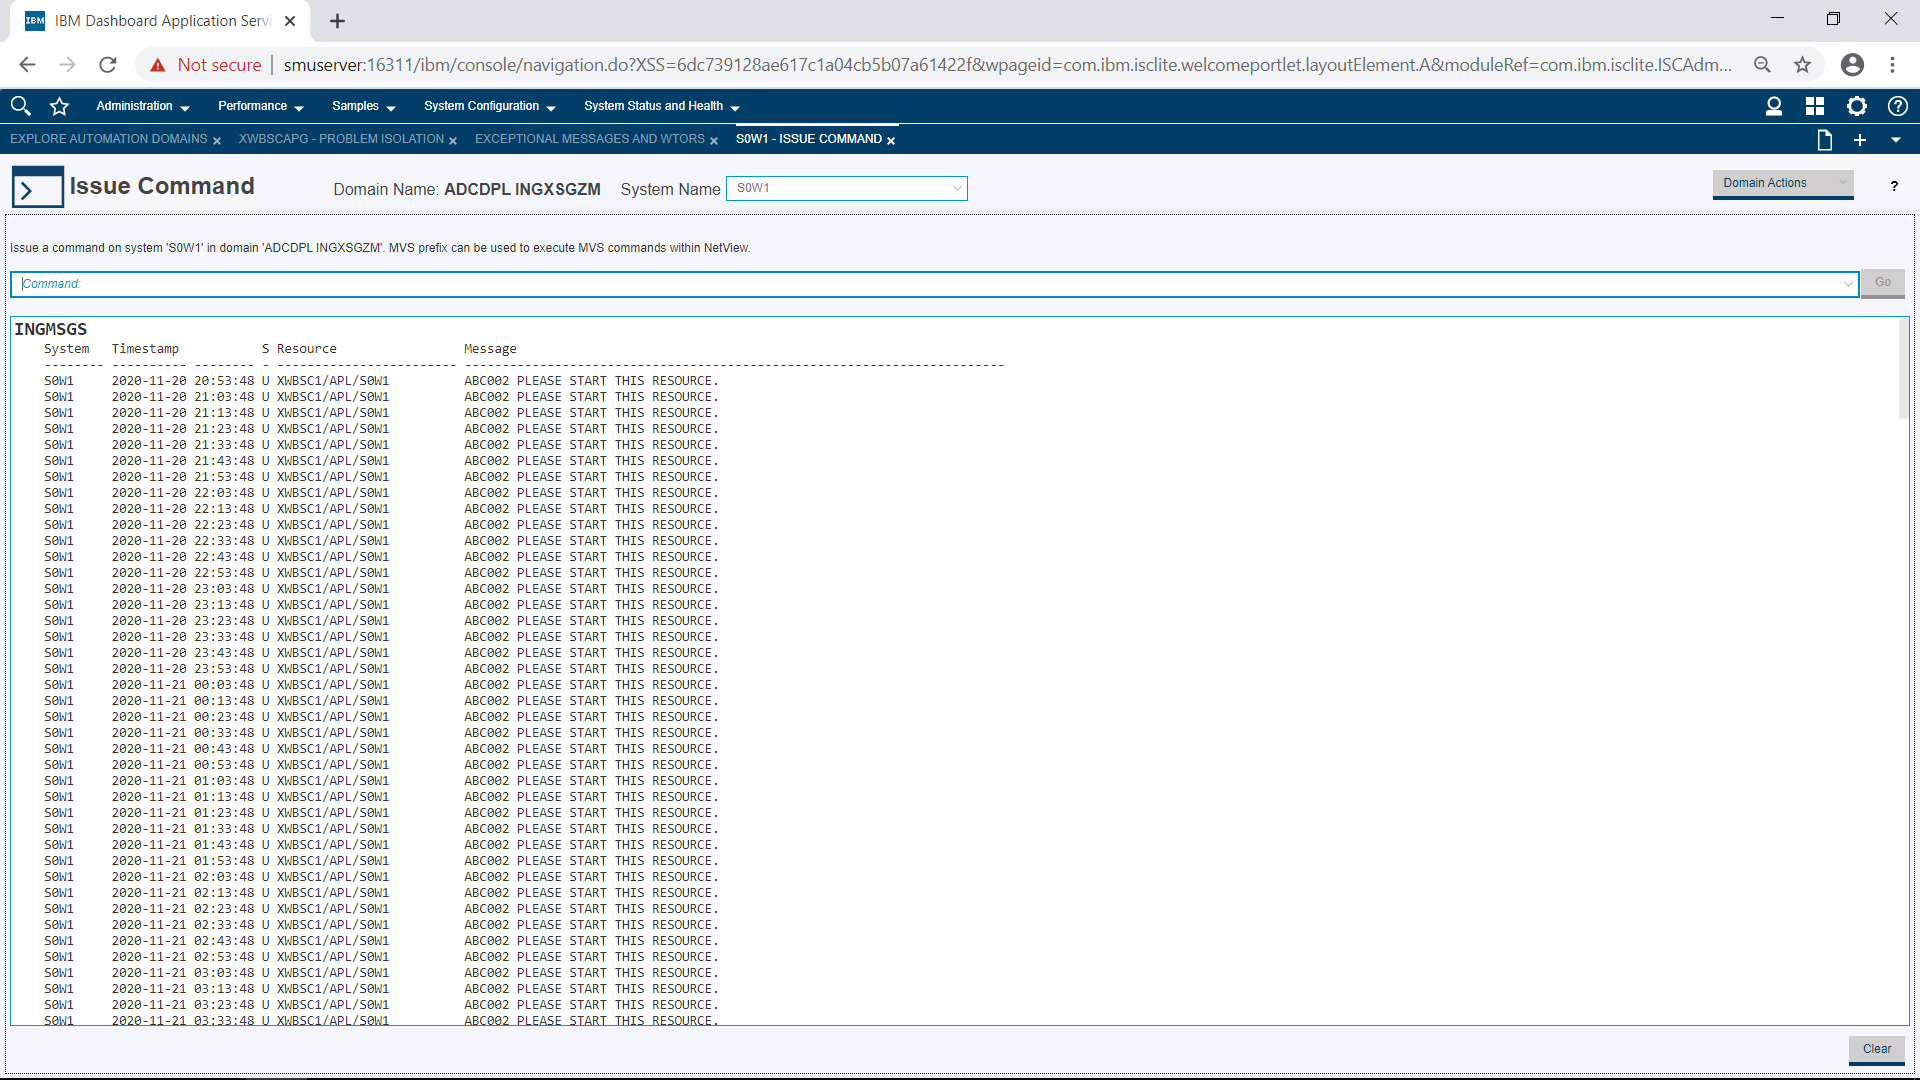 IBM IBM Dashboard Application Servi
Not secure smuserver:16311/ibm/console/navigation.do?XSS=6dc739128ae617c1a04cb5b07a61422f&wpageid=com.ibm.isclite.welcomeportlet.layoutElement.A&moduleRef=com.ibm.isclite.ISCAdm...
Administration Performance Samples System Configuration System Status and Health
EXPLORE AUTOMATION DOMAINS XWBSCAPG - PROBLEM ISOLATION EXCEPTIONAL MESSAGES AND WTORS S0W1 - ISSUE COMMAND
Issue Command Domain Name: ADCDPL INGXSGZM System Name S0W1 Domain Actions ?
Issue a command on system 'S0W1' in domain 'ADCDPL INGXSGZM'. MVS prefix can be used to execute MVS commands within NetView.
Command: Go
INGMSGS
System Timestamp S Resource Message
-------- ---------- -------- - ------------------------ ------------------------------------------------------------------------
S0W1 2020-11-20 20:53:48 U XWBSC1/APL/S0W1 ABC002 PLEASE START THIS RESOURCE.
S0W1 2020-11-20 21:03:48 U XWBSC1/APL/S0W1 ABC002 PLEASE START THIS RESOURCE.
S0W1 2020-11-20 21:13:48 U XWBSC1/APL/S0W1 ABC002 PLEASE START THIS RESOURCE.
S0W1 2020-11-20 21:23:48 U XWBSC1/APL/S0W1 ABC002 PLEASE START THIS RESOURCE.
S0W1 2020-11-20 21:33:48 U XWBSC1/APL/S0W1 ABC002 PLEASE START THIS RESOURCE.
S0W1 2020-11-20 21:43:48 U XWBSC1/APL/S0W1 ABC002 PLEASE START THIS RESOURCE.
S0W1 2020-11-20 21:53:48 U XWBSC1/APL/S0W1 ABC002 PLEASE START THIS RESOURCE.
S0W1 2020-11-20 22:03:48 U XWBSC1/APL/S0W1 ABC002 PLEASE START THIS RESOURCE.
S0W1 2020-11-20 22:13:48 U XWBSC1/APL/S0W1 ABC002 PLEASE START THIS RESOURCE.
S0W1 2020-11-20 22:23:48 U XWBSC1/APL/S0W1 ABC002 PLEASE START THIS RESOURCE.
S0W1 2020-11-20 22:33:48 U XWBSC1/APL/S0W1 ABC002 PLEASE START THIS RESOURCE.
S0W1 2020-11-20 22:43:48 U XWBSC1/APL/S0W1 ABC002 PLEASE START THIS RESOURCE.
S0W1 2020-11-20 22:53:48 U XWBSC1/APL/S0W1 ABC002 PLEASE START THIS RESOURCE.
S0W1 2020-11-20 23:03:48 U XWBSC1/APL/S0W1 ABC002 PLEASE START THIS RESOURCE.
S0W1 2020-11-20 23:13:48 U XWBSC1/APL/S0W1 ABC002 PLEASE START THIS RESOURCE.
S0W1 2020-11-20 23:23:48 U XWBSC1/APL/S0W1 ABC002 PLEASE START THIS RESOURCE.
S0W1 2020-11-20 23:33:48 U XWBSC1/APL/S0W1 ABC002 PLEASE START THIS RESOURCE.
S0W1 2020-11-20 23:43:48 U XWBSC1/APL/S0W1 ABC002 PLEASE START THIS RESOURCE.
S0W1 2020-11-20 23:53:48 U XWBSC1/APL/S0W1 ABC002 PLEASE START THIS RESOURCE.
S0W1 2020-11-21 00:03:48 U XWBSC1/APL/S0W1 ABC002 PLEASE START THIS RESOURCE.
S0W1 2020-11-21 00:13:48 U XWBSC1/APL/S0W1 ABC002 PLEASE START THIS RESOURCE.
S0W1 2020-11-21 00:23:48 U XWBSC1/APL/S0W1 ABC002 PLEASE START THIS RESOURCE.
S0W1 2020-11-21 00:33:48 U XWBSC1/APL/S0W1 ABC002 PLEASE START THIS RESOURCE.
S0W1 2020-11-21 00:43:48 U XWBSC1/APL/S0W1 ABC002 PLEASE START THIS RESOURCE.
S0W1 2020-11-21 00:53:48 U XWBSC1/APL/S0W1 ABC002 PLEASE START THIS RESOURCE.
S0W1 2020-11-21 01:03:48 U XWBSC1/APL/S0W1 ABC002 PLEASE START THIS RESOURCE.
S0W1 2020-11-21 01:13:48 U XWBSC1/APL/S0W1 ABC002 PLEASE START THIS RESOURCE.
S0W1 2020-11-21 01:23:48 U XWBSC1/APL/S0W1 ABC002 PLEASE START THIS RESOURCE.
S0W1 2020-11-21 01:33:48 U XWBSC1/APL/S0W1 ABC002 PLEASE START THIS RESOURCE.
S0W1 2020-11-21 01:43:48 U XWBSC1/APL/S0W1 ABC002 PLEASE START THIS RESOURCE.
S0W1 2020-11-21 01:53:48 U XWBSC1/APL/S0W1 ABC002 PLEASE START THIS RESOURCE.
S0W1 2020-11-21 02:03:48 U XWBSC1/APL/S0W1 ABC002 PLEASE START THIS RESOURCE.
S0W1 2020-11-21 02:13:48 U XWBSC1/APL/S0W1 ABC002 PLEASE START THIS RESOURCE.
S0W1 2020-11-21 02:23:48 U XWBSC1/APL/S0W1 ABC002 PLEASE START THIS RESOURCE.
S0W1 2020-11-21 02:33:48 U XWBSC1/APL/S0W1 ABC002 PLEASE START THIS RESOURCE.
S0W1 2020-11-21 02:43:48 U XWBSC1/APL/S0W1 ABC002 PLEASE START THIS RESOURCE.
S0W1 2020-11-21 02:53:48 U XWBSC1/APL/S0W1 ABC002 PLEASE START THIS RESOURCE.
S0W1 2020-11-21 03:03:48 U XWBSC1/APL/S0W1 ABC002 PLEASE START THIS RESOURCE.
S0W1 2020-11-21 03:13:48 U XWBSC1/APL/S0W1 ABC002 PLEASE START THIS RESOURCE.
S0W1 2020-11-21 03:23:48 U XWBSC1/APL/S0W1 ABC002 PLEASE START THIS RESOURCE.
S0W1 2020-11-21 03:33:48 U XWBSC1/APL/S0W1 ABC002 PLEASE START THIS RESOURCE.
Clear